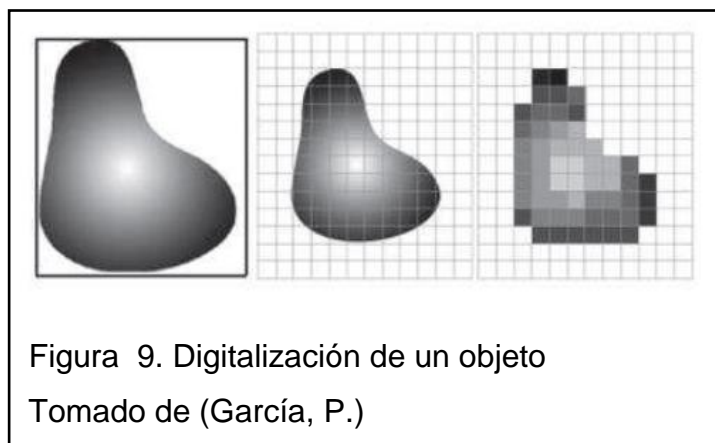 Figura 9. Digitalización de un objeto
Tomado de (García, P.)